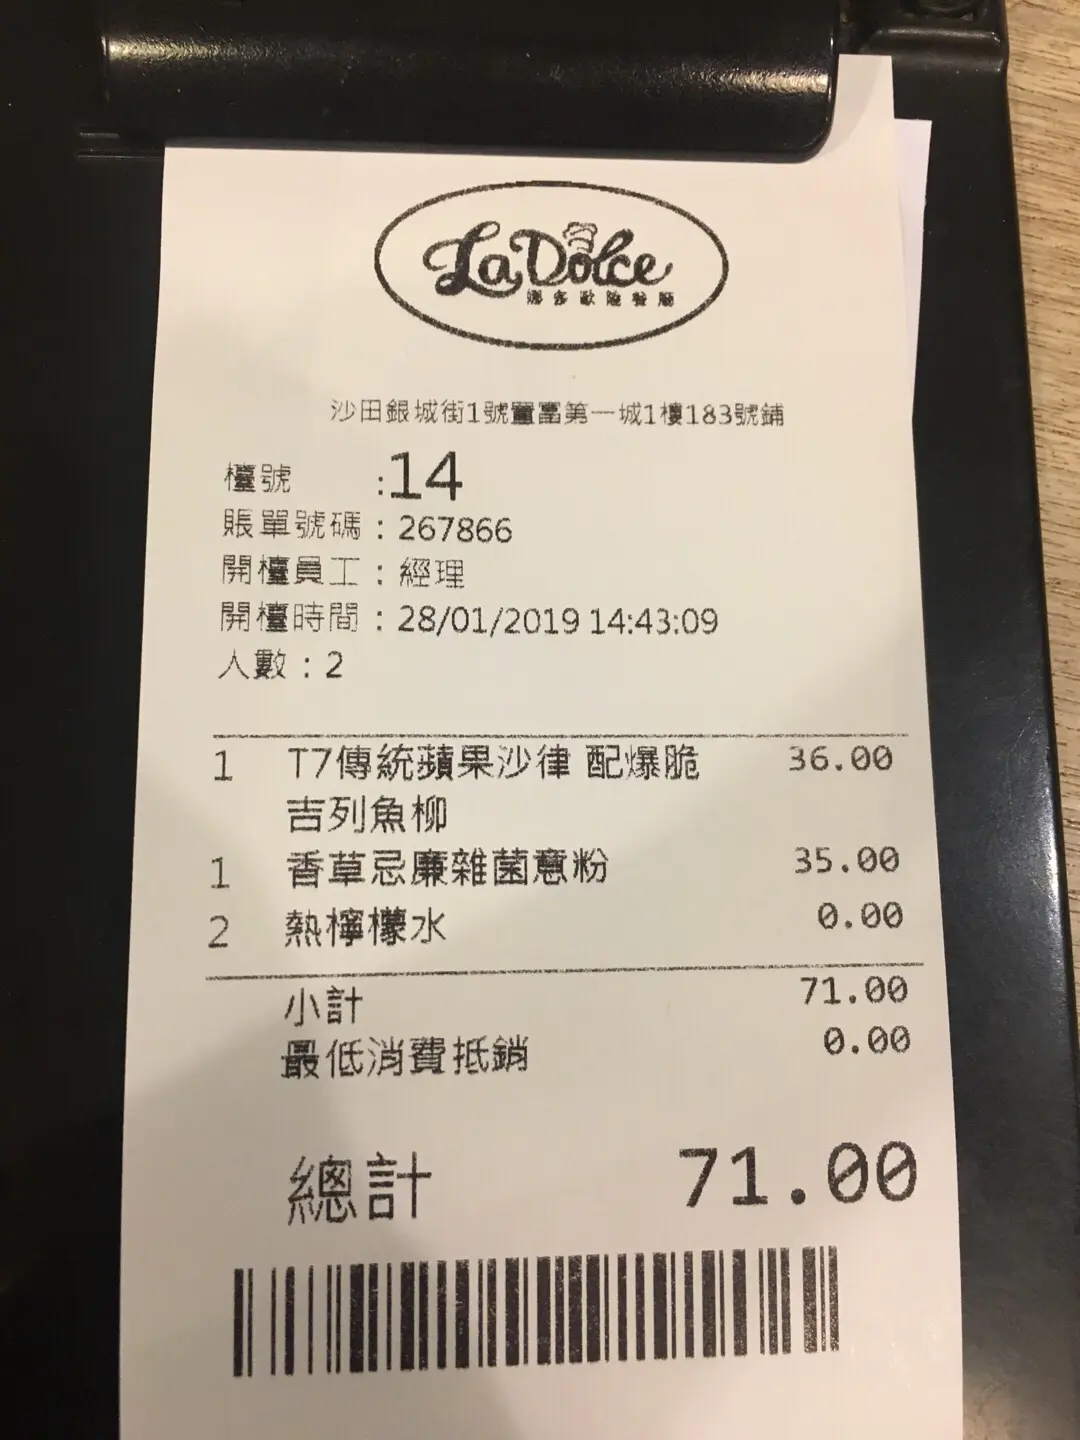 La Dolce
娜多歐陸餐廳
沙田銀城街1號置富第一城1樓183號鋪
檯號 :14
賬單號碼 : 267866
開檯員工 : 經理
開檯時間 : 28/01/2019 14:43:09
人數 : 2
1 T7傳統蘋果沙律 配爆脆 36.00
吉列魚柳
1 香草忌廉雜菌意粉 35.00
2 熱檸檬水 0.00
小計 71.00
最低消費抵銷 0.00
總計 71.00